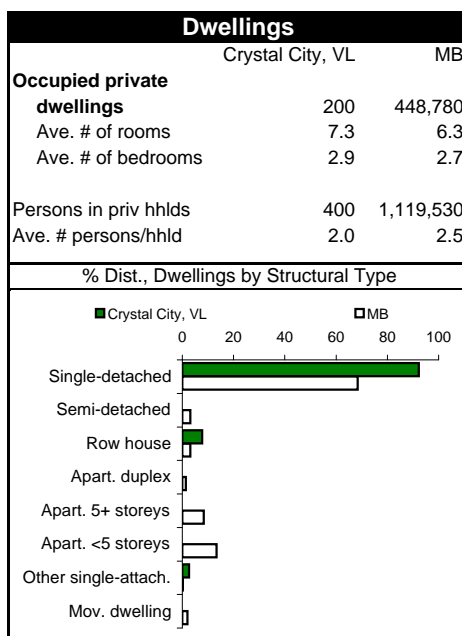 Dwellings
Crystal City, VL MB
Occupied private
dwellings 200 448,780
Ave. # of rooms 7.3 6.3
Ave. # of bedrooms 2.9 2.7
Persons in priv hhlds 400 1,119,530
Ave. # persons/hhld 2.0 2.5
% Dist., Dwellings by Structural Type
Crystal City, VL MB
0 20 40 60 80 100
Single-detached
Semi-detached
Row house
Apart. duplex
Apart. 5+ storeys
Apart. <5 storeys
Other single-attach.
Mov. dwelling